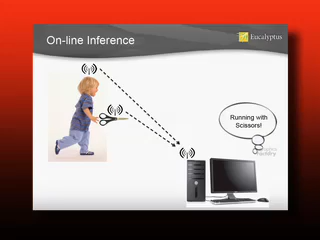 On-line Inference
Eucalyptus
Running with
Scissors!